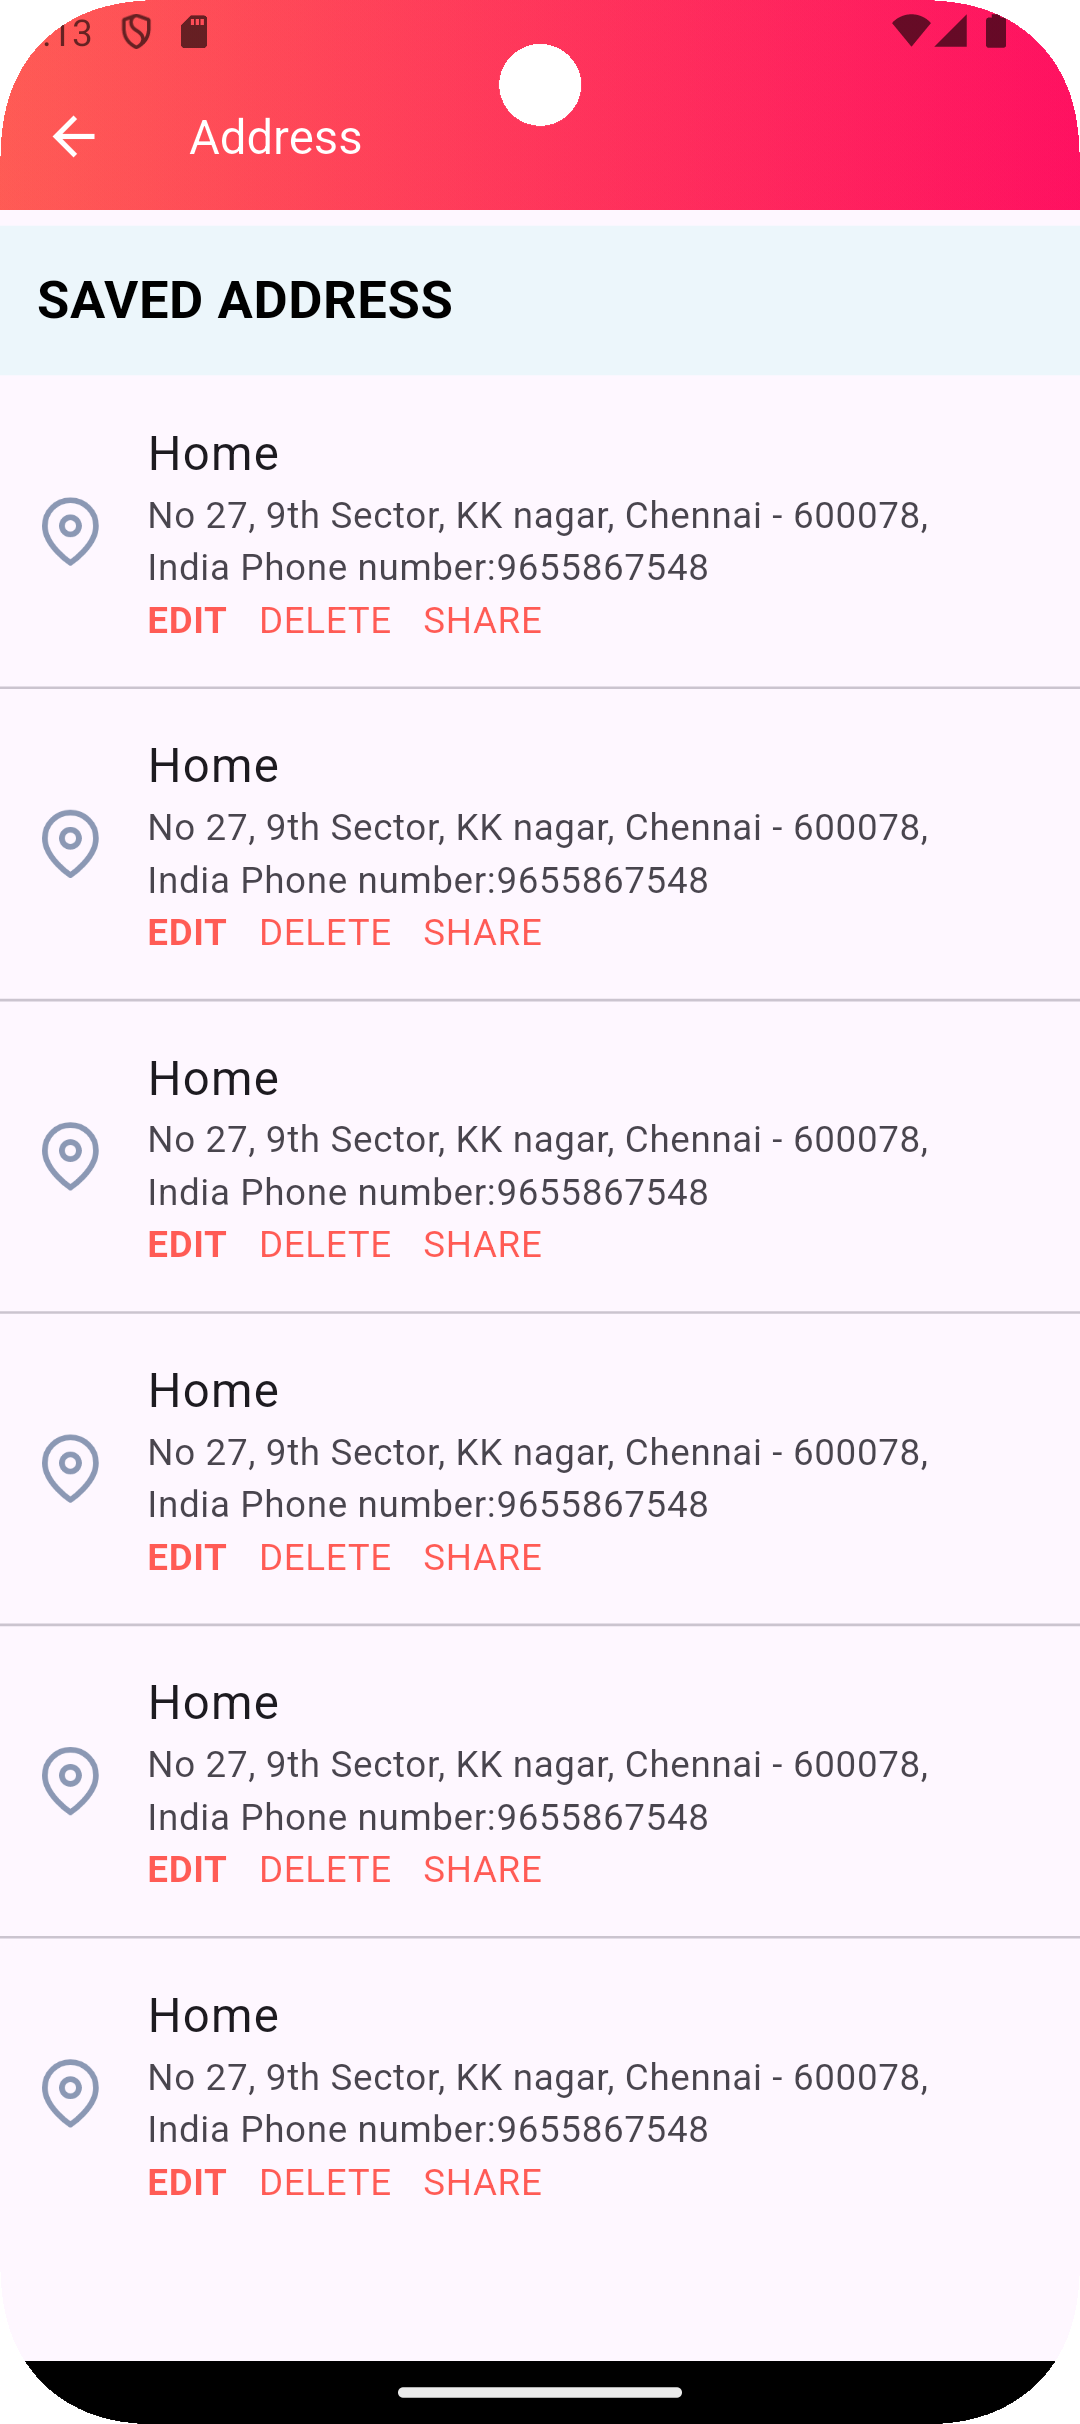 :13
Address
SAVED ADDRESS
Home
No 27, 9th Sector, KK nagar, Chennai - 600078,
India Phone number:9655867548
EDIT DELETE SHARE
Home
No 27, 9th Sector, KK nagar, Chennai - 600078,
India Phone number:9655867548
EDIT DELETE SHARE
Home
No 27, 9th Sector, KK nagar, Chennai - 600078,
India Phone number:9655867548
EDIT DELETE SHARE
Home
No 27, 9th Sector, KK nagar, Chennai - 600078,
India Phone number:9655867548
EDIT DELETE SHARE
Home
No 27, 9th Sector, KK nagar, Chennai - 600078,
India Phone number:9655867548
EDIT DELETE SHARE
Home
No 27, 9th Sector, KK nagar, Chennai - 600078,
India Phone number:9655867548
EDIT DELETE SHARE